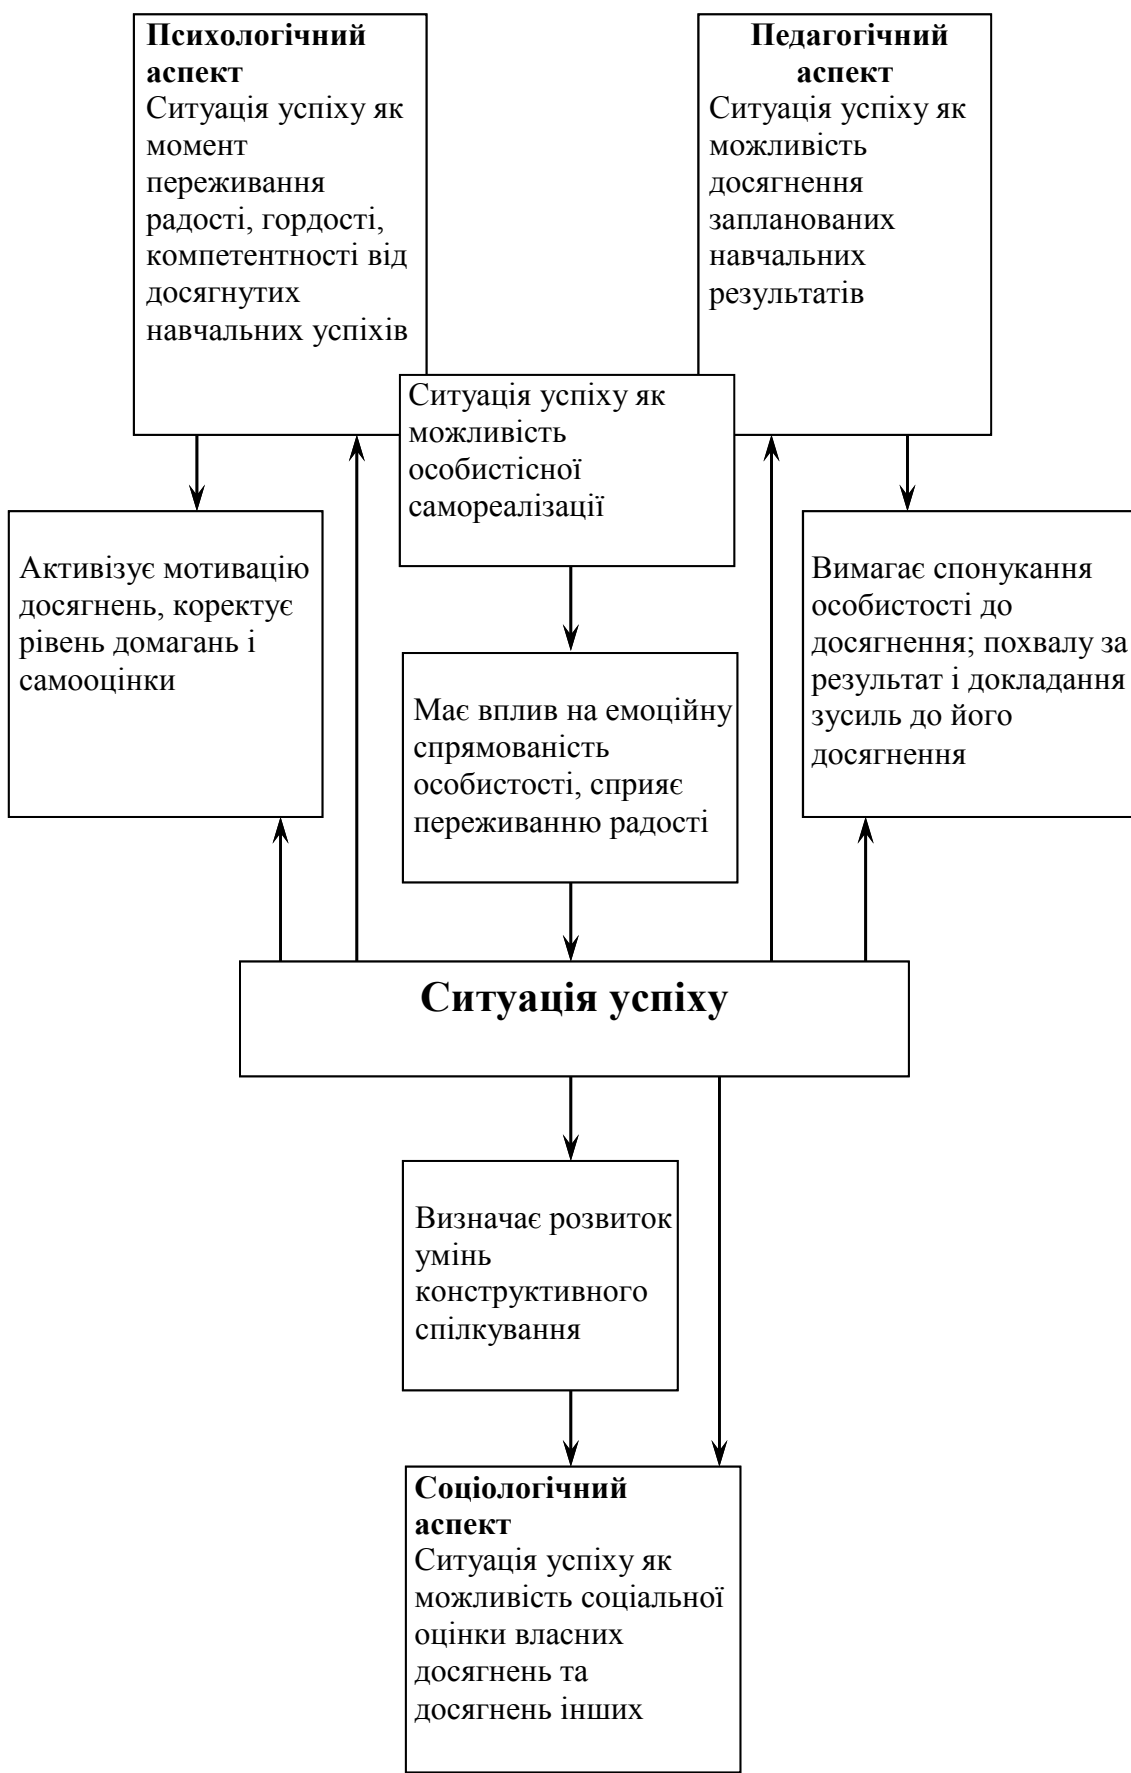 Психологічний
аспект
Ситуація успіху як
момент
переживання
радості, гордості,
компетентності від
досягнутих
навчальних успіхів
Педагогічний
аспект
Ситуація успіху як
можливість
досягнення
запланованих
навчальних
результатів
Ситуація успіху як
можливість
особистісної
самореалізації
Активізує мотивацію
досягнень, коректує
рівень домагань і
самооцінки
Має вплив на емоційну
спрямованість
особистості, сприяє
переживанню радості
Вимагає спонукання
особистості до
досягнення; похвалу за
результат і докладання
зусиль до його
досягнення
Ситуація успіху
Визначає розвиток
умінь
конструктивного
спілкування
Соціологічний
аспект
Ситуація успіху як
можливість соціальної
оцінки власних
досягнень та
досягнень інших